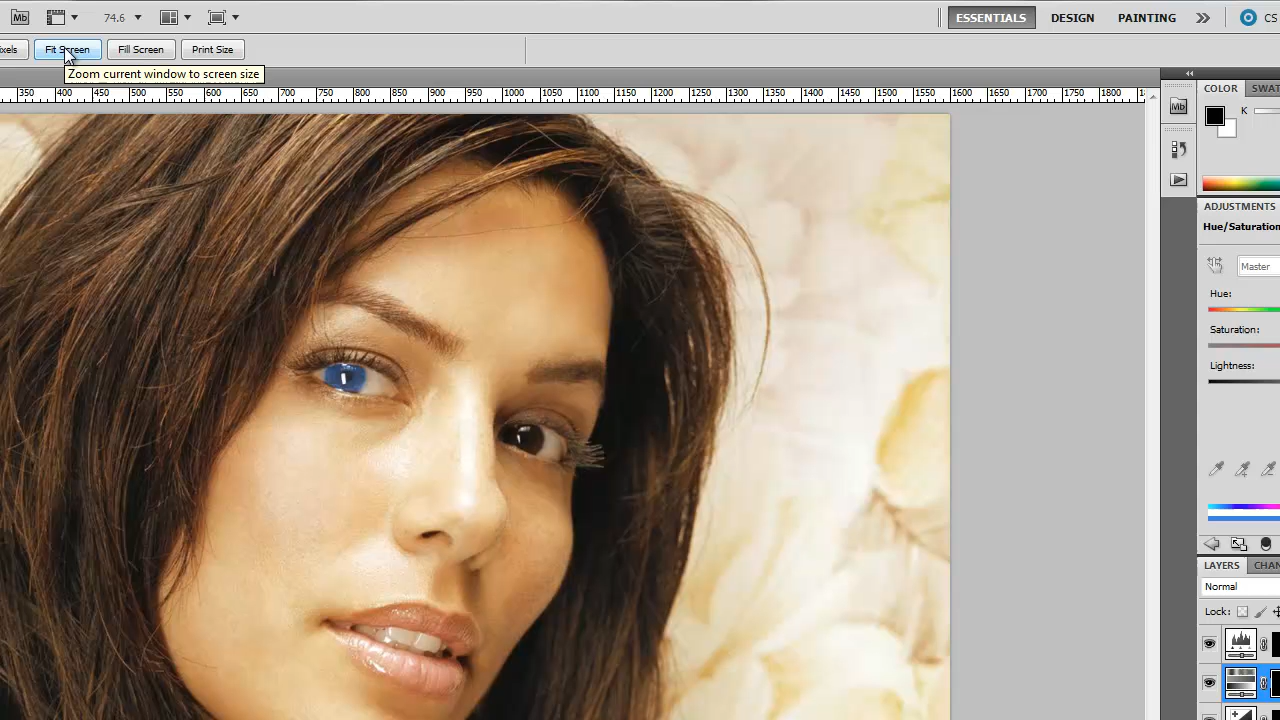 Mb 74.6 ESSENTIALS DESIGN PAINTING CS
xels Fit Screen Fill Screen Print Size
Zoom current window to screen size
350 400 450 500 550 600 650 700 750 800 850 900 950 1000 1050 1100 1150 1200 1250 1300 1350 1400 1450 1500 1550 1600 1650 1700 1750 1800
COLOR SWAT
Mb K
ADJUSTMENTS
Hue/Saturation
Master
Hue:
Saturation:
Lightness:
LAYERS CHAN
Normal
Lock: